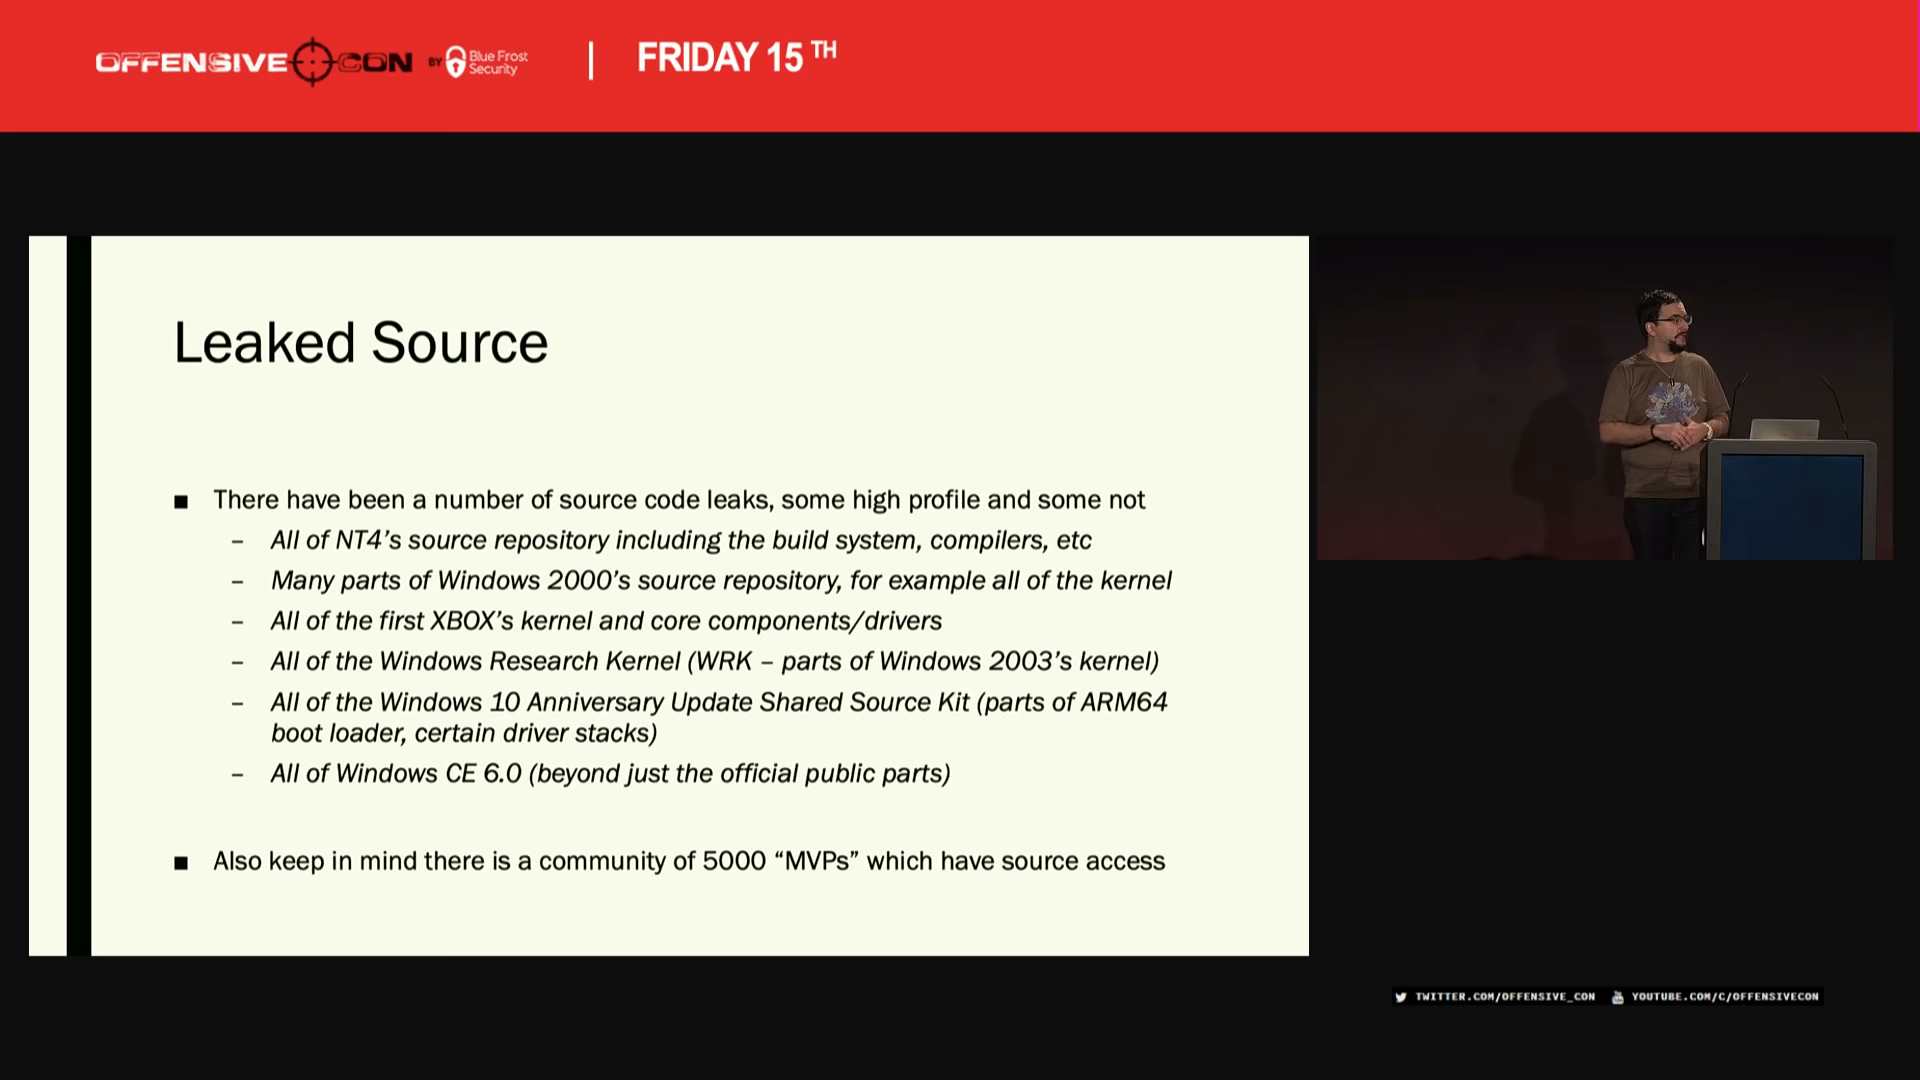 OFFENSIVE CON BY Blue Frost Security | FRIDAY 15 TH
Leaked Source
■ There have been a number of source code leaks, some high profile and some not
– All of NT4’s source repository including the build system, compilers, etc
– Many parts of Windows 2000’s source repository, for example all of the kernel
– All of the first XBOX’s kernel and core components/drivers
– All of the Windows Research Kernel (WRK – parts of Windows 2003’s kernel)
– All of the Windows 10 Anniversary Update Shared Source Kit (parts of ARM64
boot loader, certain driver stacks)
– All of Windows CE 6.0 (beyond just the official public parts)
■ Also keep in mind there is a community of 5000 “MVPs” which have source access
TWITTER.COM/OFFENSIVE_CON YOUTUBE.COM/C/OFFENSIVECON